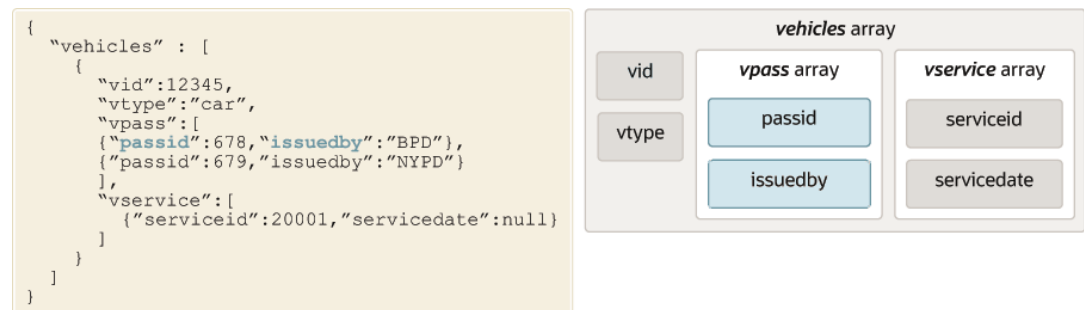 {
“vehicles” : [
{
“vid”:12345,
“vtype”:”car”,
“vpass”:[
{“passid”:678,“issuedby”:”BPD”},
{”passid”:679,”issuedby”:”NYPD”}
],
“vservice”:[
{”serviceid”:20001,”servicedate”:null}
]
}
]
}
vehicles array
vid
vtype
vpass array
passid
issuedby
vservice array
serviceid
servicedate